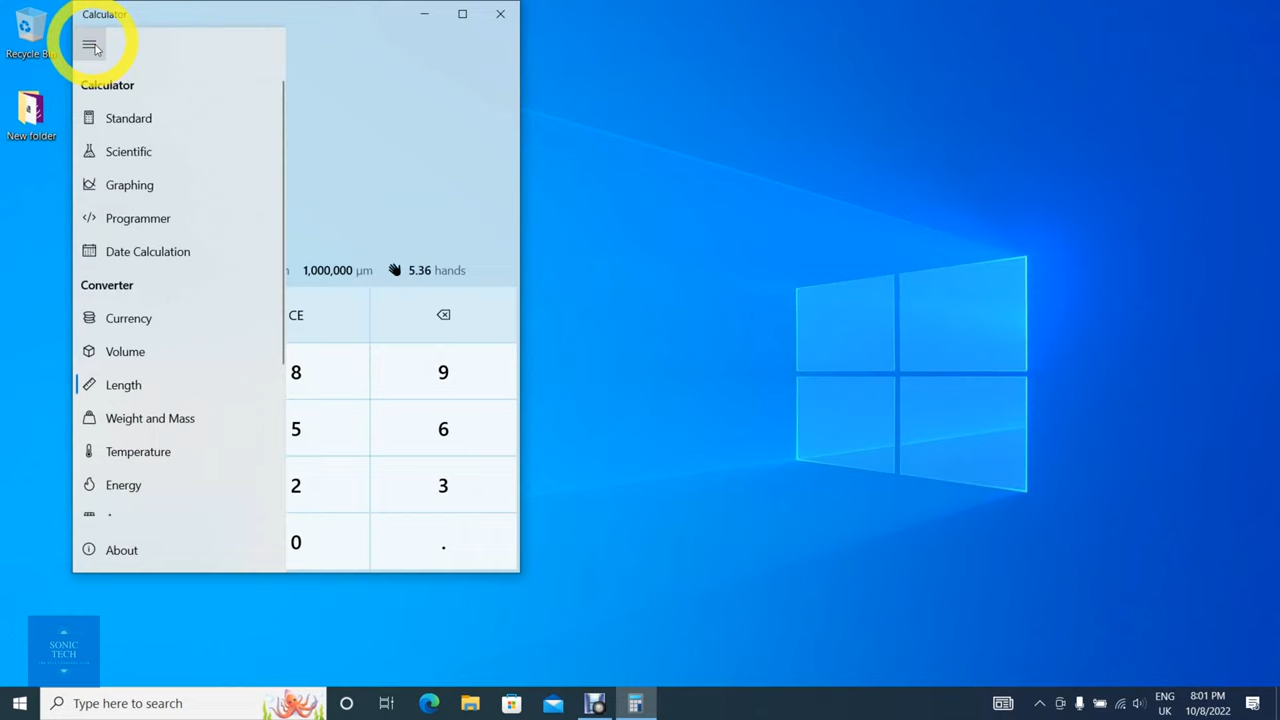 Calculator
Recycle Bin
New folder
Calculator
Standard
Scientific
Graphing
Programmer
Date Calculation
Converter
Currency
Volume
Length
Weight and Mass
Temperature
Energy
About
1,000,000 µm 5.36 hands
CE
8 9
5 6
2 3
0 .
SONIC
TECH
Type here to search
ENG
UK
8:01 PM
10/8/2022